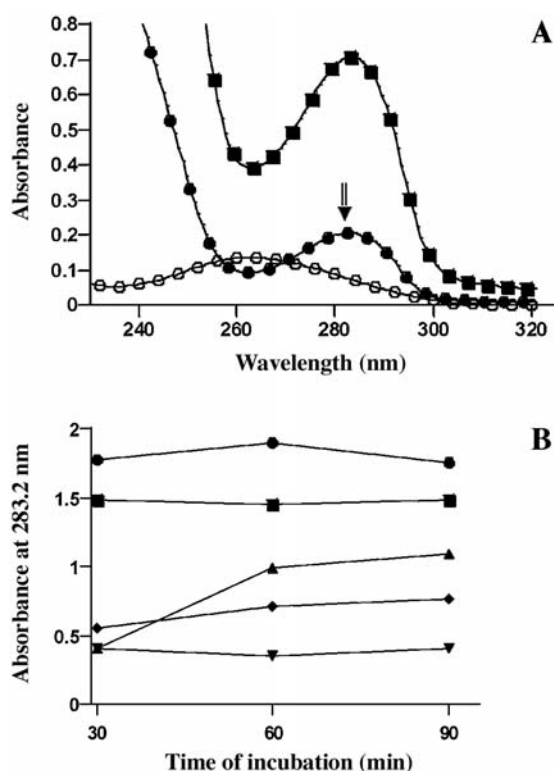 A
0.8
0.7
0.6
0.5
0.4
0.3
0.2
0.1
0
Absorbance
240 260 280 300 320
Wavelength (nm)
B
2
1.5
1
0.5
0
Absorbance at 283.2 nm
30 60 90
Time of incubation (min)